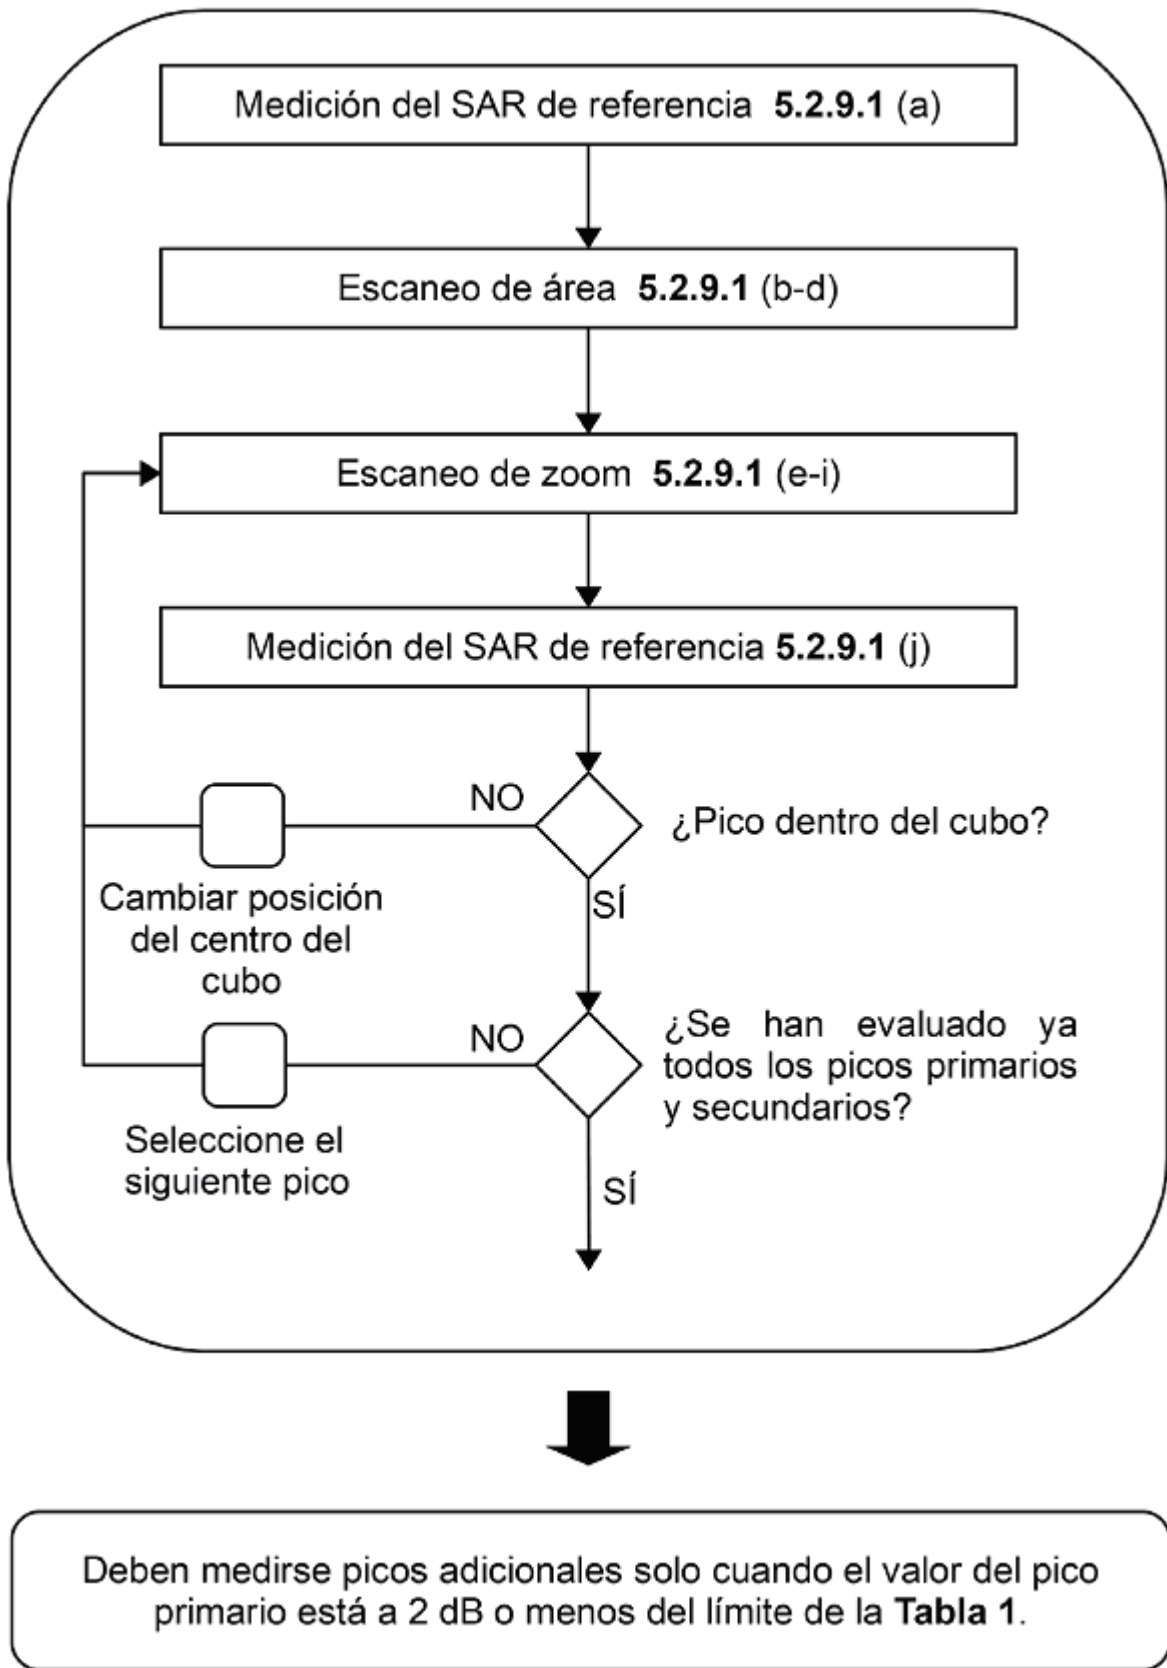 Medición del SAR de referencia 5.2.9.1 (a)
Escaneo de área 5.2.9.1 (b-d)
Escaneo de zoom 5.2.9.1 (e-i)
Medición del SAR de referencia 5.2.9.1 (j)
NO
¿Pico dentro del cubo?
Cambiar posición
del centro del
cubo
SÍ
NO
¿Se han evaluado ya
todos los picos primarios
y secundarios?
Seleccione el
siguiente pico
SÍ
Deben medirse picos adicionales solo cuando el valor del pico
primario está a 2 dB o menos del límite de la Tabla 1.